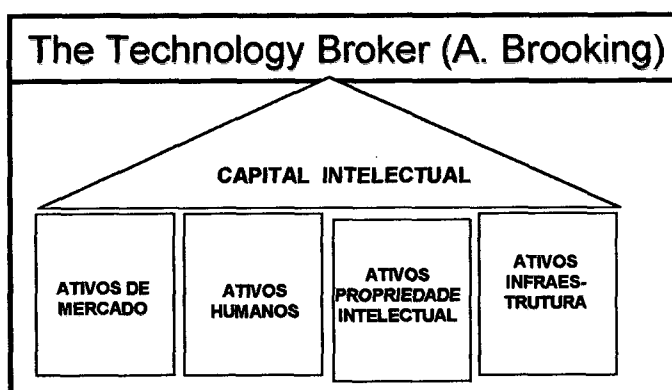 The Technology Broker (A. Brooking)
CAPITAL INTELECTUAL
ATIVOS DE
MERCADO
ATIVOS
HUMANOS
ATIVOS
PROPRIEDADE
INTELECTUAL
ATIVOS
INFRAES-
TRUTURA